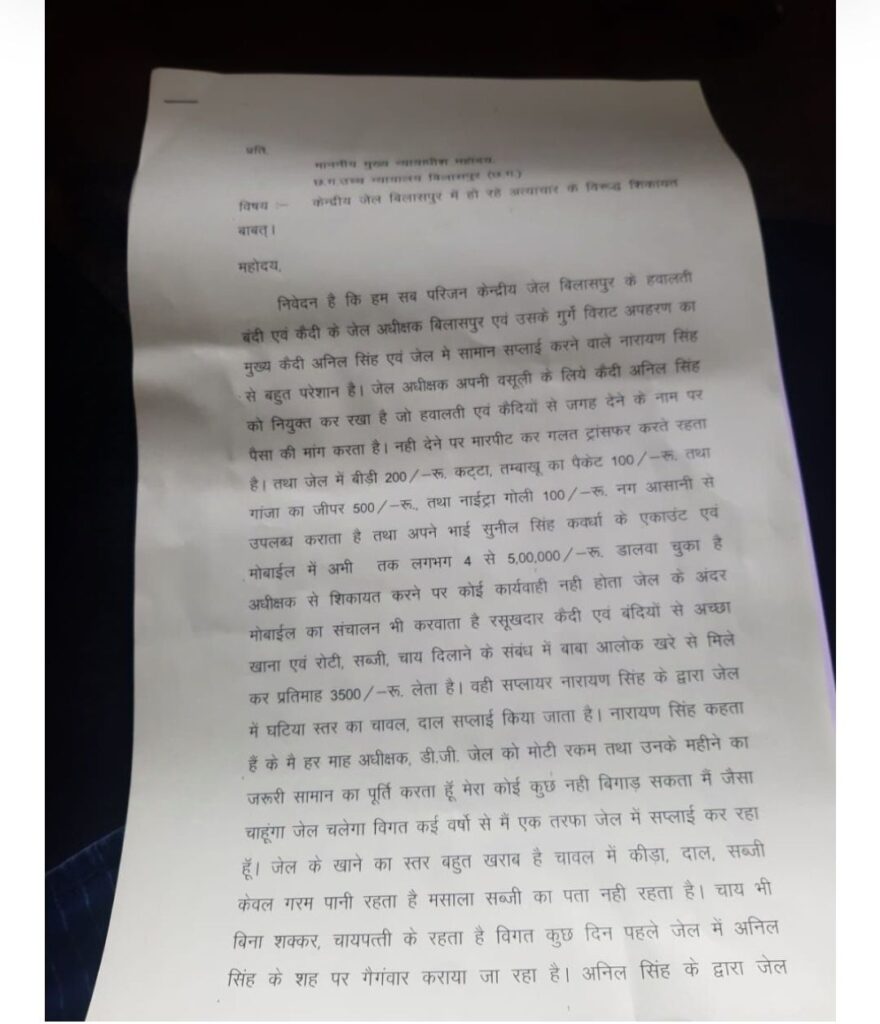 प्रति,
माननीय मुख्य न्यायाधीश महोदय,
छ.ग.उच्च न्यायालय बिलासपुर (छ.ग.)
विषय :– केन्दीय जेल बिलासपुर में हो रहे अत्याचार के विरूद्ध शिकायत
बाबत्।
महोदय,
निवेदन है कि हम सब परिजन केन्द्रीय जेल बिलासपुर के हवालती
बंदी एवं कैदी के जेल अधीक्षक बिलासपुर एवं उसके गुर्गे विराट अपहरण का
मुख्य कैदी अनिल सिंह एवं जेल मे सामान सप्लाई करने वाले नारायण सिंह
से बहुत परेशान है। जेल अधीक्षक अपनी वसूली के लिये कैदी अनिल सिंह
को नियुक्त कर रखा है जो हवालती एवं कैदियों से जगह देने के नाम पर
पैसा की मांग करता है। नही देने पर मारपीट कर गलत ट्रांसफर करते रहता
है। तथा जेल में बीड़ी 200/–रू. कट्टा, तम्बाखू का पैकेट 100/–रू. तथा
गांजा का जीपर 500/–रू., तथा नाईट्रा गोली 100/–रू. नग आसानी से
उपलब्ध कराता है तथा अपने भाई सुनील सिंह कवर्धा के एकाउंट एवं
मोबाईल में अभी तक लगभग 4 से 5,00,000/–रू. डालवा चुका है
अधीक्षक से शिकायत करने पर कोई कार्यवाही नही होता जेल के अंदर
मोबाईल का संचालन भी करवाता है रसूखदार कैदी एवं बंदियों से अच्छा
खाना एवं रोटी, सब्जी, चाय दिलाने के संबंध में बाबा आलोक खरे से मिले
कर प्रतिमाह 3500/–रू. लेता है। वही सप्लायर नारायण सिंह के द्वारा जेल
में घटिया स्तर का चावल, दाल सप्लाई किया जाता है। नारायण सिंह कहता
हैं के मै हर माह अधीक्षक, डी.जी. जेल को मोटी रकम तथा उनके महीने का
जरूरी सामान का पूर्ति करता हूॅ मेरा कोई कुछ नही बिगाड़ सकता मैं जैसा
चाहूंगा जेल चलेगा विगत कई वर्षो से मैं एक तरफा जेल में सप्लाई कर रहा
हूॅ। जेल के खाने का स्तर बहुत खराब है चावल में कीड़ा, दाल, सब्जी
केवल गरम पानी रहता है मसाला सब्जी का पता नही रहता है। चाय भी
बिना शक्कर, चायपत्ती के रहता है विगत कुछ दिन पहले जेल में अनिल
सिंह के शह पर गैगंवार कराया जा रहा है। अनिल सिंह के द्वारा जेल